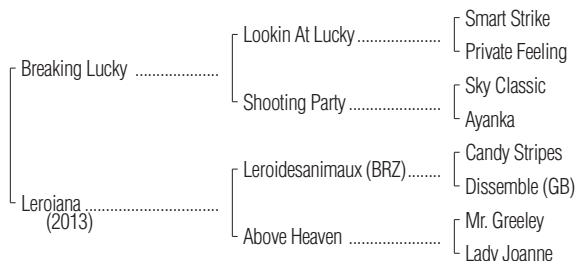 Smart Strike
Lookin At Lucky ....................
Private Feeling
Breaking Lucky ....................
Sky Classic
Shooting Party ......................
Ayanka
Candy Stripes
Leroidesanimaux (BRZ)........
Dissemble (GB)
Leroiana ................................
(2013)
Mr. Greeley
Above Heaven .........................
Lady Joanne